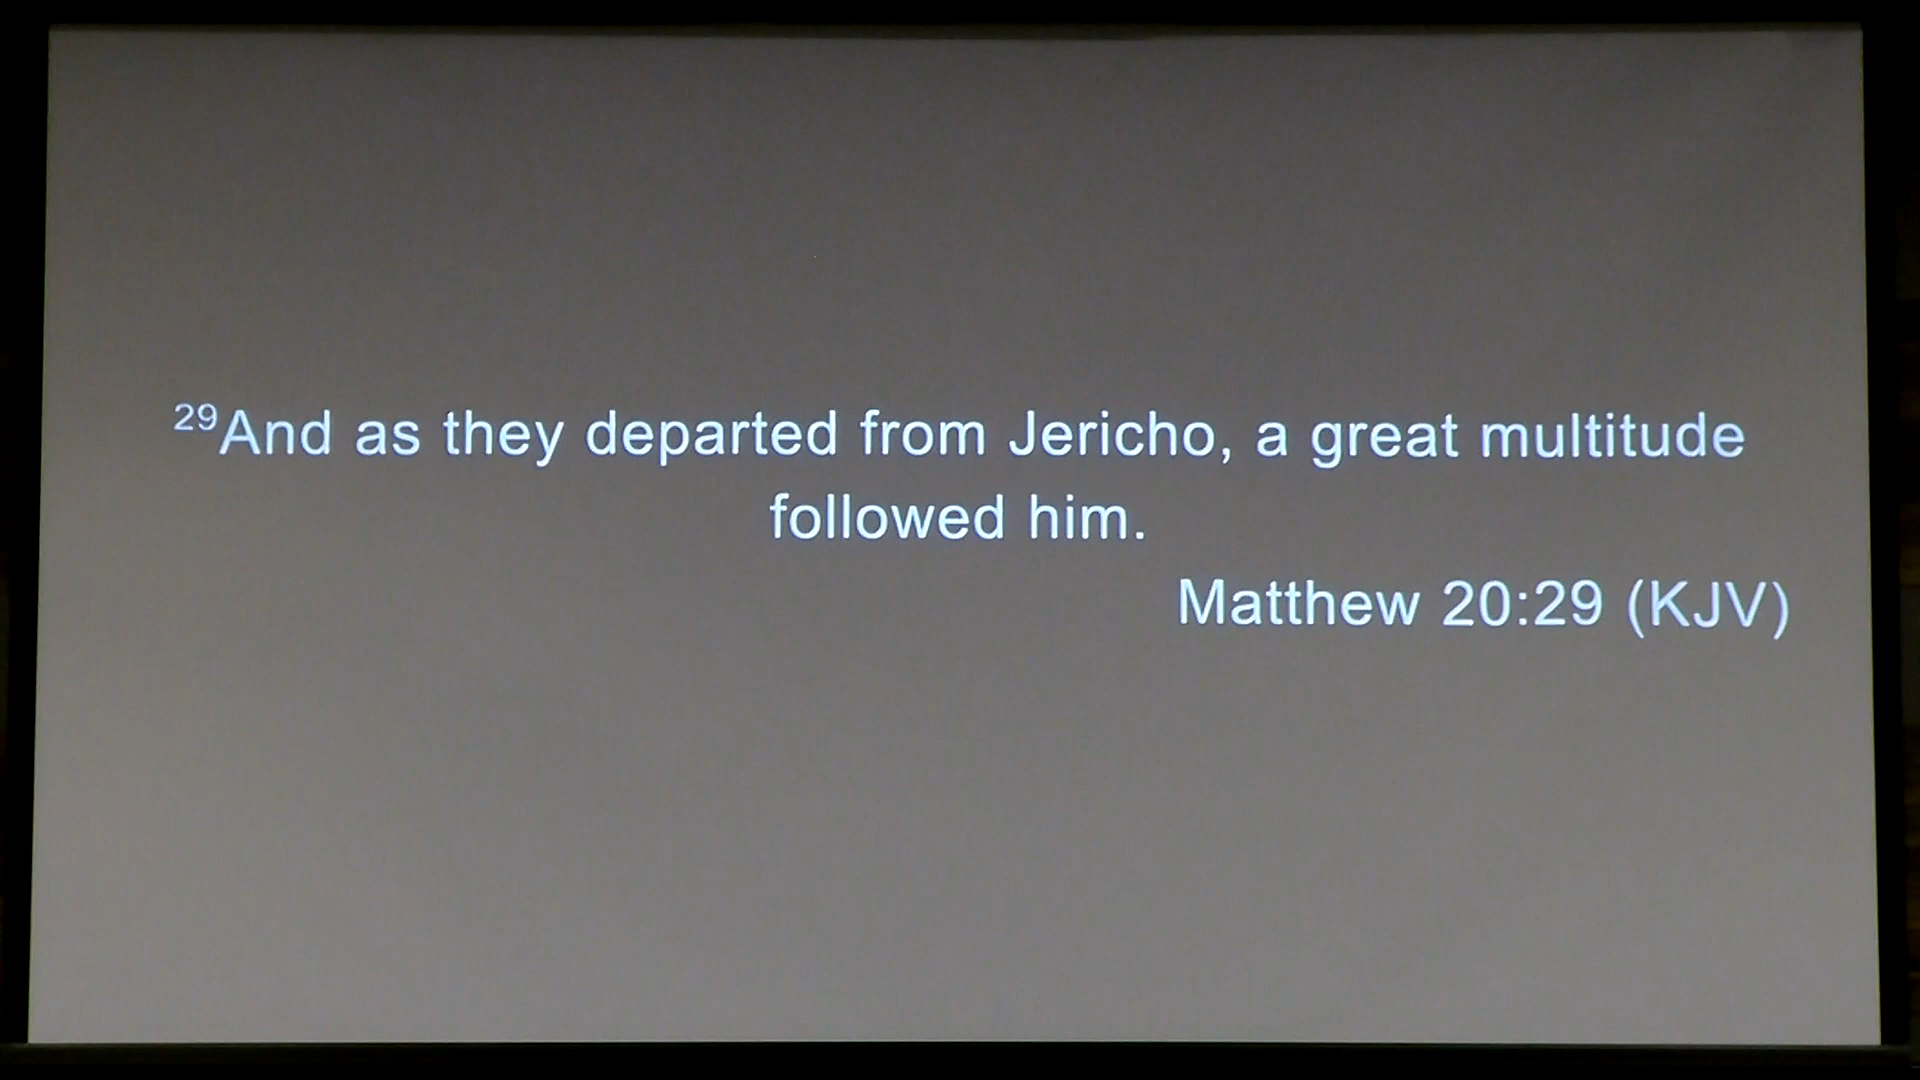 29And as they departed from Jericho, a great multitude
followed him.
Matthew 20:29 (KJV)